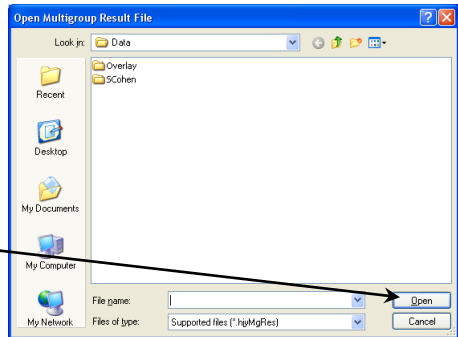 Open Multigroup Result File
Look in:
Data
Overlay
SCohen
Recent
Desktop
My Documents
My Computer
My Network
File name:
Open
Files of type:
Supported files (*.hjyMgRes)
Cancel